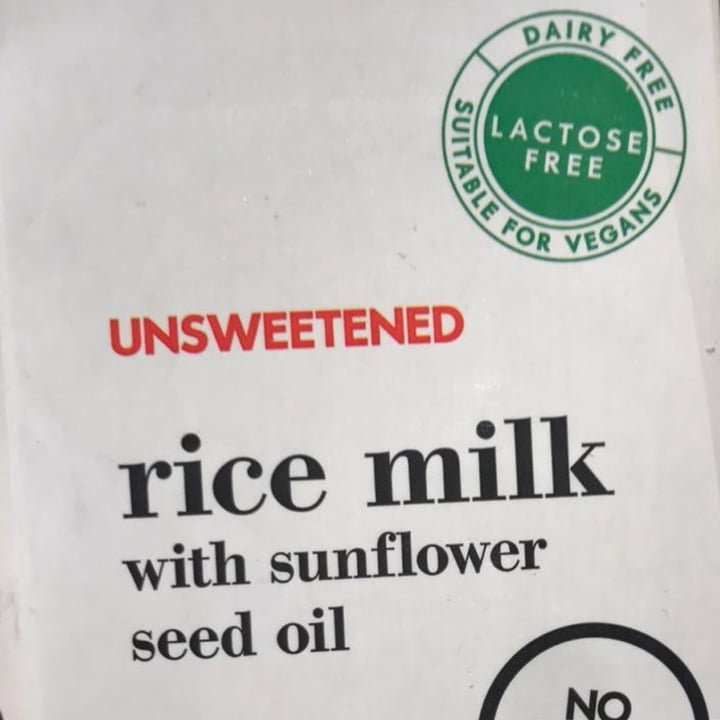 DAIRY FREE
SUITABLE FOR VEGANS
LACTOSE
FREE
UNSWEETENED
rice milk
with sunflower
seed oil
NO